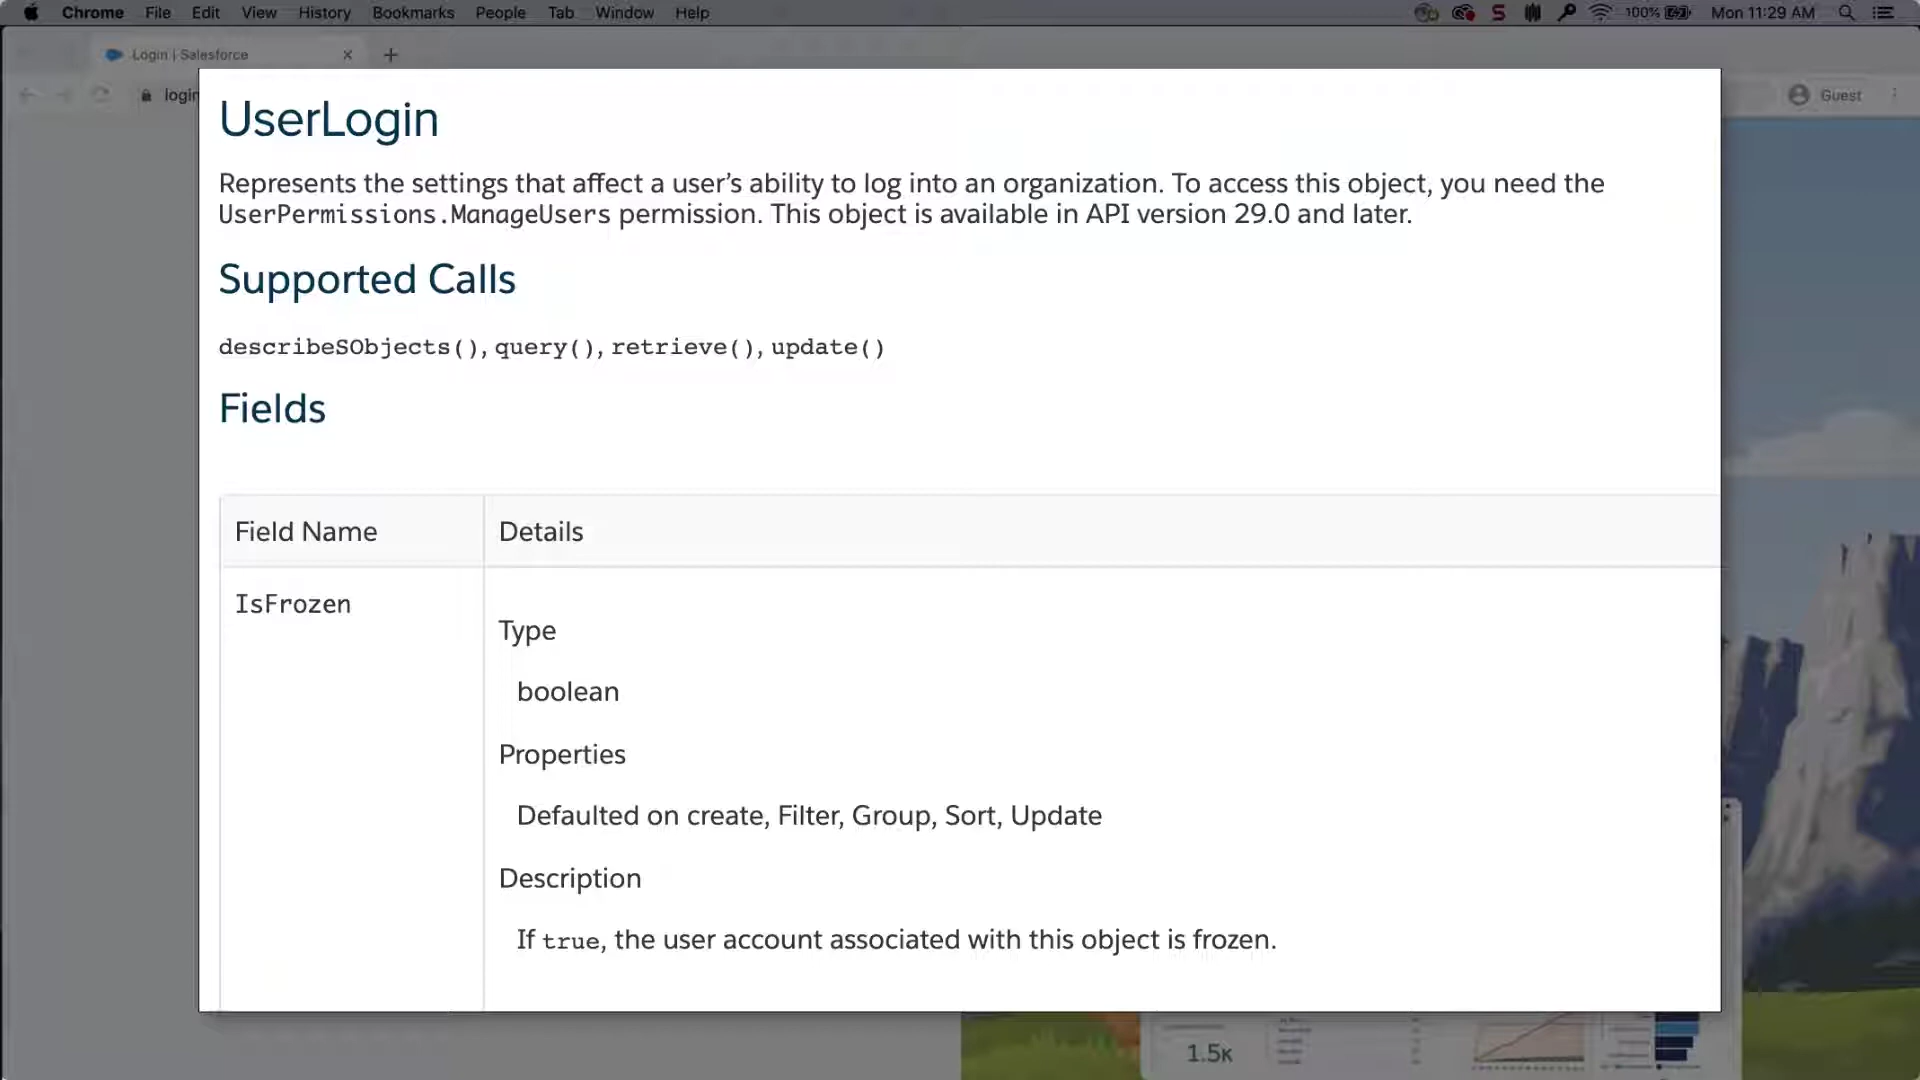 Chrome File Edit View History Bookmarks People Tab Window Help 100% Mon 11:29 AM
Login | Salesforce
login
Guest
UserLogin
Represents the settings that affect a user’s ability to log into an organization. To access this object, you need the
UserPermissions.ManageUsers permission. This object is available in API version 29.0 and later.
Supported Calls
describeSObjects(), query(), retrieve(), update()
Fields
Field Name Details
IsFrozen
Type
boolean
Properties
Defaulted on create, Filter, Group, Sort, Update
Description
If true, the user account associated with this object is frozen.
1.5K